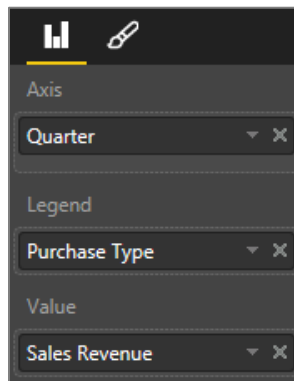 Axis
Quarter
Legend
Purchase Type
Value
Sales Revenue